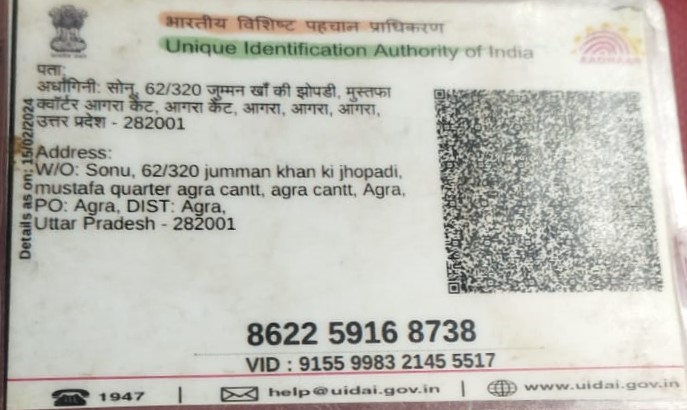 भारतीय विशिष्ट पहचान प्राधिकरण
Unique Identification Authority of India
पता:
अर्धांगिनी: सोनू, 62/320 जुम्मन खाँ की झोपडी, मुस्तफा
क्वॉर्टर आगरा कैंट, आगरा कैंट, आगरा, आगरा, आगरा,
उत्तर प्रदेश - 282001
Address:
W/O: Sonu, 62/320 jumman khan ki jhopadi,
mustafa quarter agra cantt, agra cantt, Agra,
PO: Agra, DIST: Agra,
Uttar Pradesh - 282001
Details as on: 15/02/2024
8622 5916 8738
VID : 9155 9983 2145 5517
1947 | help@uidai.gov.in | www.uidai.gov.in